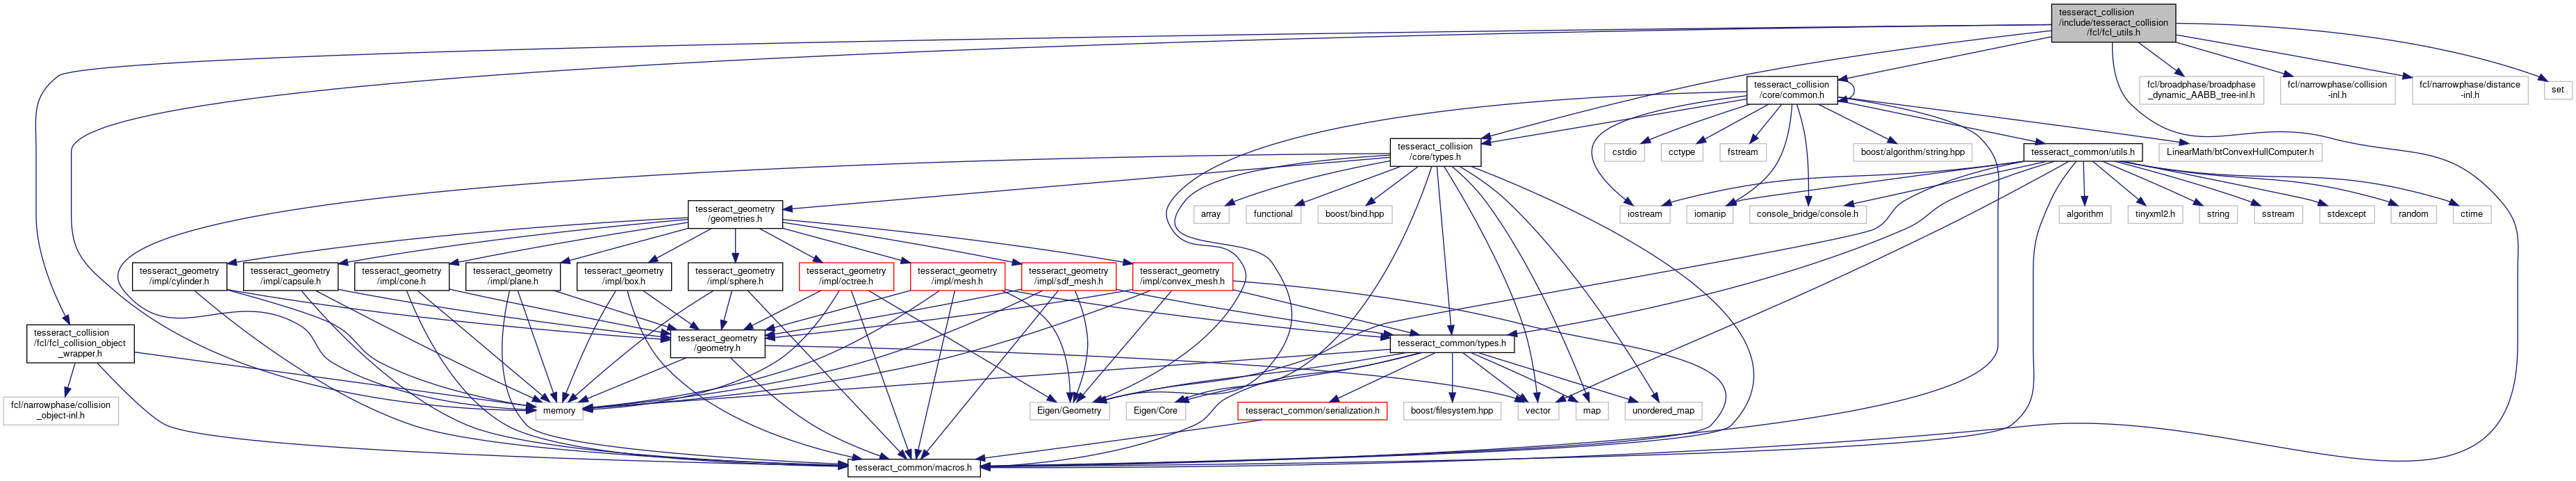 tesseract_collision
/include/tesseract_collision
/fcl/fcl_utils.h
tesseract_collision
/core/common.h
fcl/broadphase/broadphase
_dynamic_AABB_tree-inl.h
fcl/narrowphase/collision
-inl.h
fcl/narrowphase/distance
-inl.h
set
tesseract_collision
/core/types.h
cstdio
cctype
fstream
boost/algorithm/string.hpp
tesseract_common/utils.h
LinearMath/btConvexHullComputer.h
tesseract_geometry
/geometries.h
array
functional
boost/bind.hpp
iostream
iomanip
console_bridge/console.h
algorithm
tinyxml2.h
string
sstream
stdexcept
random
ctime
tesseract_geometry
/impl/cylinder.h
tesseract_geometry
/impl/capsule.h
tesseract_geometry
/impl/cone.h
tesseract_geometry
/impl/plane.h
tesseract_geometry
/impl/box.h
tesseract_geometry
/impl/sphere.h
tesseract_geometry
/impl/octree.h
tesseract_geometry
/impl/mesh.h
tesseract_geometry
/impl/sdf_mesh.h
tesseract_geometry
/impl/convex_mesh.h
tesseract_collision
/fcl/fcl_collision_object
_wrapper.h
tesseract_geometry
/geometry.h
tesseract_common/types.h
fcl/narrowphase/collision
_object-inl.h
memory
Eigen/Geometry
Eigen/Core
tesseract_common/serialization.h
boost/filesystem.hpp
vector
map
unordered_map
tesseract_common/macros.h